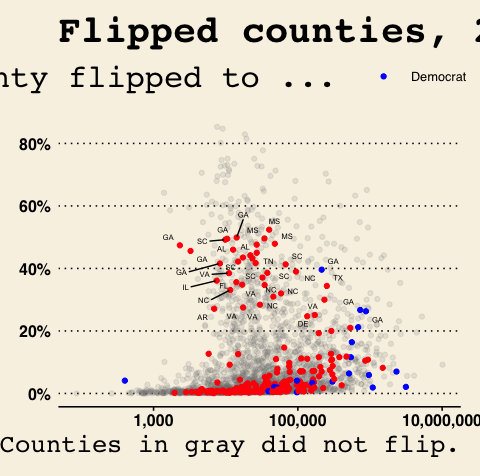 Flipped counties, 2
nty flipped to ...
Democrat
80%
60%
40%
20%
0%
GA
MS
GA
GA
SC
MS
MS
AL
AL
GA
SC
TN
SC
GA
GA
VA
SC
NC
TX
IL
FL
VA
NC
NC
NC
VA
GA
GA
AR
VA
VA
DE
1,000
100,000
10,000,000
Counties in gray did not flip.